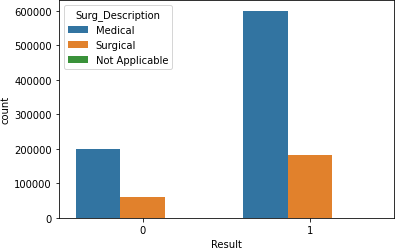 Surg_Description
Medical
Surgical
Not Applicable
600000
500000
400000
300000
200000
100000
0
count
0
1
Result